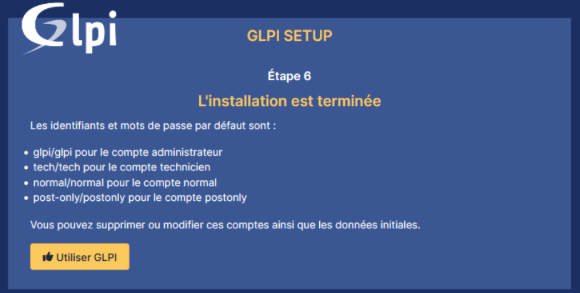 Glpi
GLPI SETUP
Étape 6
L'installation est terminée
Les identifiants et mots de passe par défaut sont :
• glpi/glpi pour le compte administrateur
• tech/tech pour le compte technicien
• normal/normal pour le compte normal
• post-only/postonly pour le compte postonly
Vous pouvez supprimer ou modifier ces comptes ainsi que les données initiales.
Utiliser GLPI